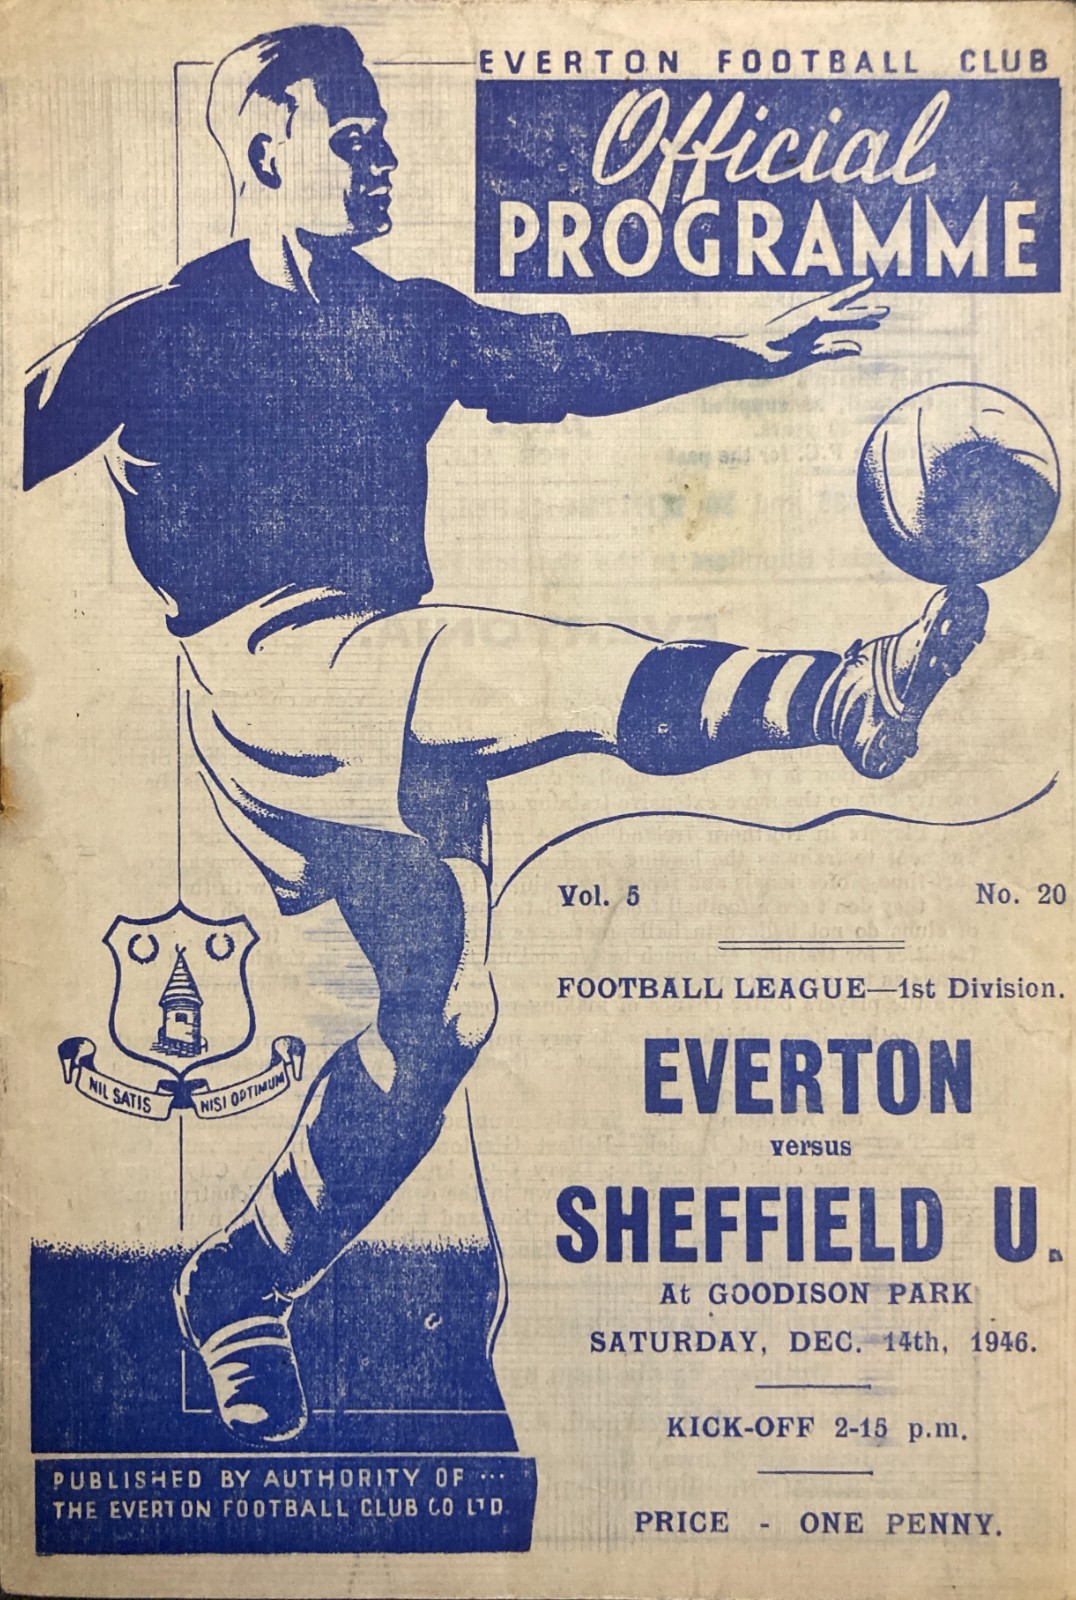 EVERTON FOOTBALL CLUB
Official
PROGRAMME
Vol. 5 No. 20
FOOTBALL LEAGUE—1st Division.
EVERTON
versus
SHEFFIELD U.
At GOODISON PARK
SATURDAY, DEC. 14th, 1946.
KICK-OFF 2-15 p.m.
PRICE - ONE PENNY.
NIL SATIS NISI OPTIMUM
PUBLISHED BY AUTHORITY OF ...
THE EVERTON FOOTBALL CLUB CO LTD.